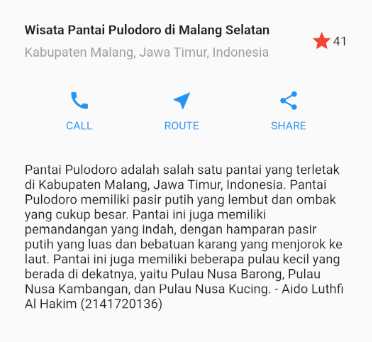 Wisata Pantai Pulodoro di Malang Selatan
Kabupaten Malang, Jawa Timur, Indonesia
41
CALL
ROUTE
SHARE
Pantai Pulodoro adalah salah satu pantai yang terletak
di Kabupaten Malang, Jawa Timur, Indonesia. Pantai
Pulodoro memiliki pasir putih yang lembut dan ombak
yang cukup besar. Pantai ini juga memiliki
pemandangan yang indah, dengan hamparan pasir
putih yang luas dan bebatuan karang yang menjorok ke
laut. Pantai ini juga memiliki beberapa pulau kecil yang
berada di dekatnya, yaitu Pulau Nusa Barong, Pulau
Nusa Kambangan, dan Pulau Nusa Kucing. - Aido Luthfi
Al Hakim (2141720136)